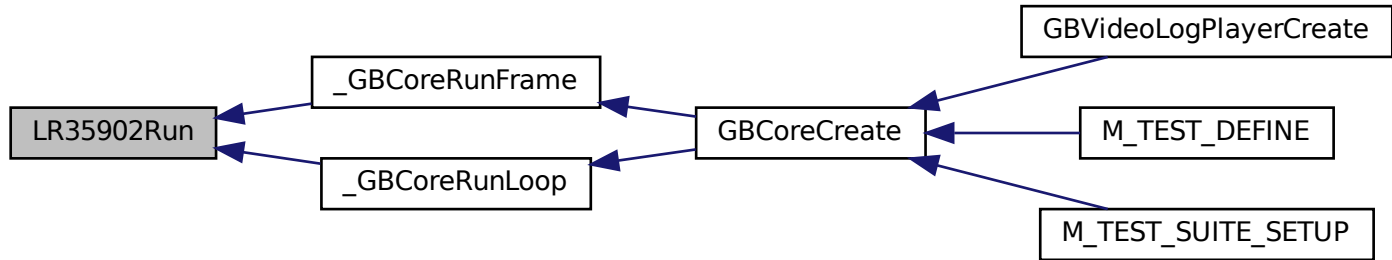 GBVideoLogPlayerCreate
_GBCoreRunFrame
LR35902Run
GBCoreCreate
M_TEST_DEFINE
_GBCoreRunLoop
M_TEST_SUITE_SETUP